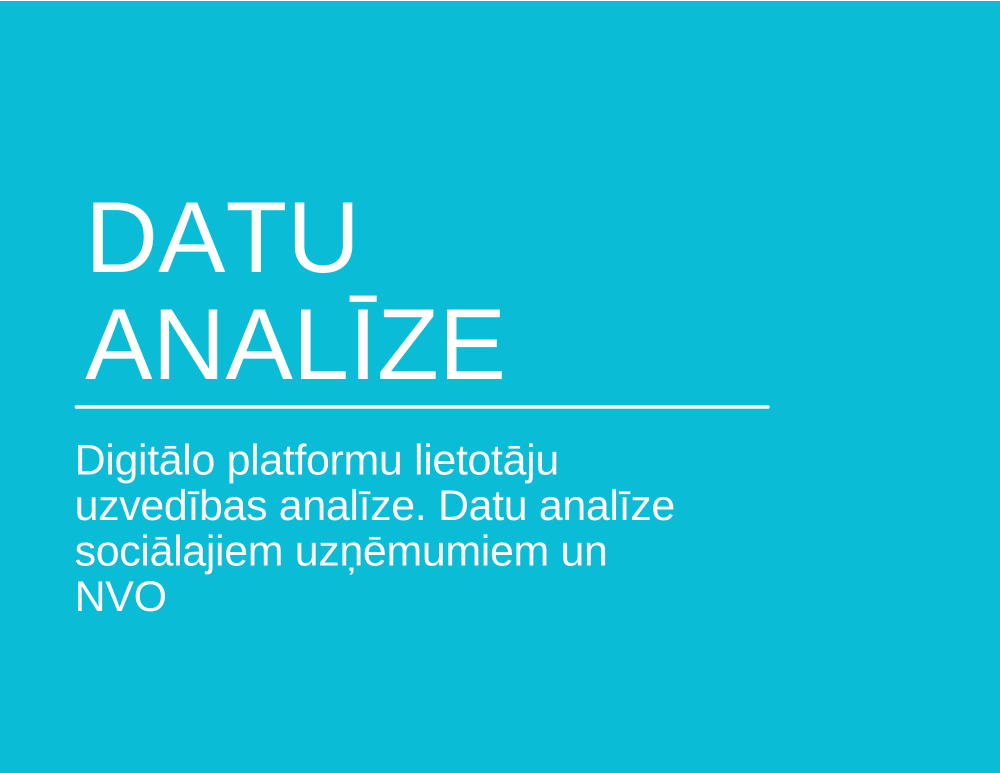 DATU
ANALĪZE
Digitālo platformu lietotāju
uzvedības analīze. Datu analīze
sociālajiem uzņēmumiem un
NVO